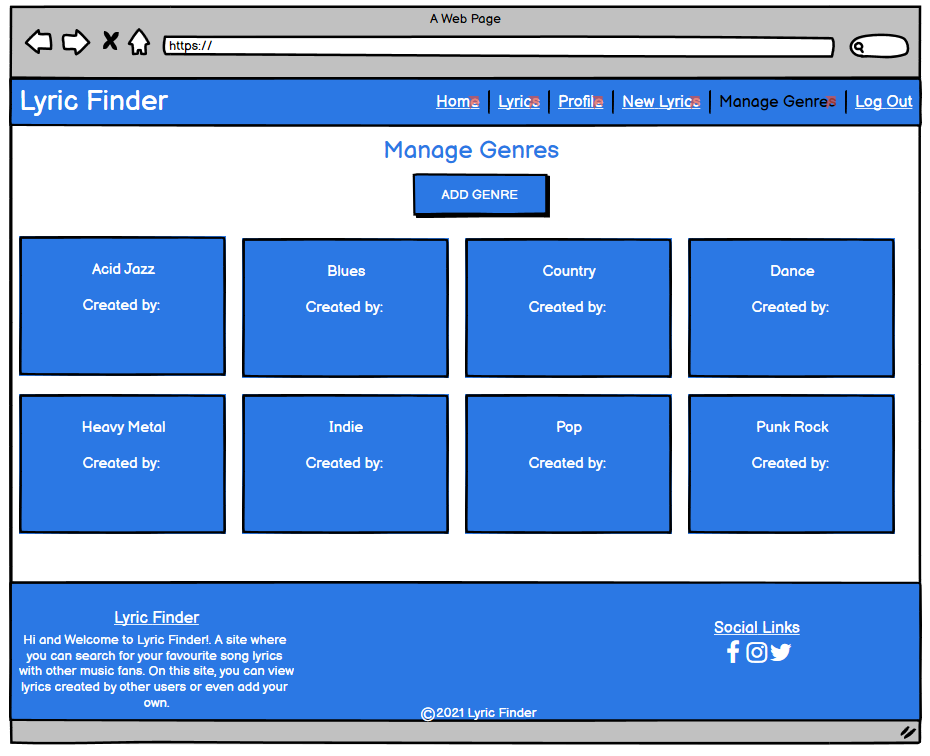 A Web Page
https://
Lyric Finder
Home Lyrics Profile New Lyrics Manage Genres Log Out
Manage Genres
ADD GENRE
Acid Jazz Blues Country Dance
Created by: Created by: Created by: Created by:
Heavy Metal Indie Pop Punk Rock
Created by: Created by: Created by: Created by:
Lyric Finder
Hi and Welcome to Lyric Finder!. A site where
you can search for your favourite song lyrics
with other music fans. On this site, you can view
lyrics created by other users or even add your
own.
Social Links
©2021 Lyric Finder